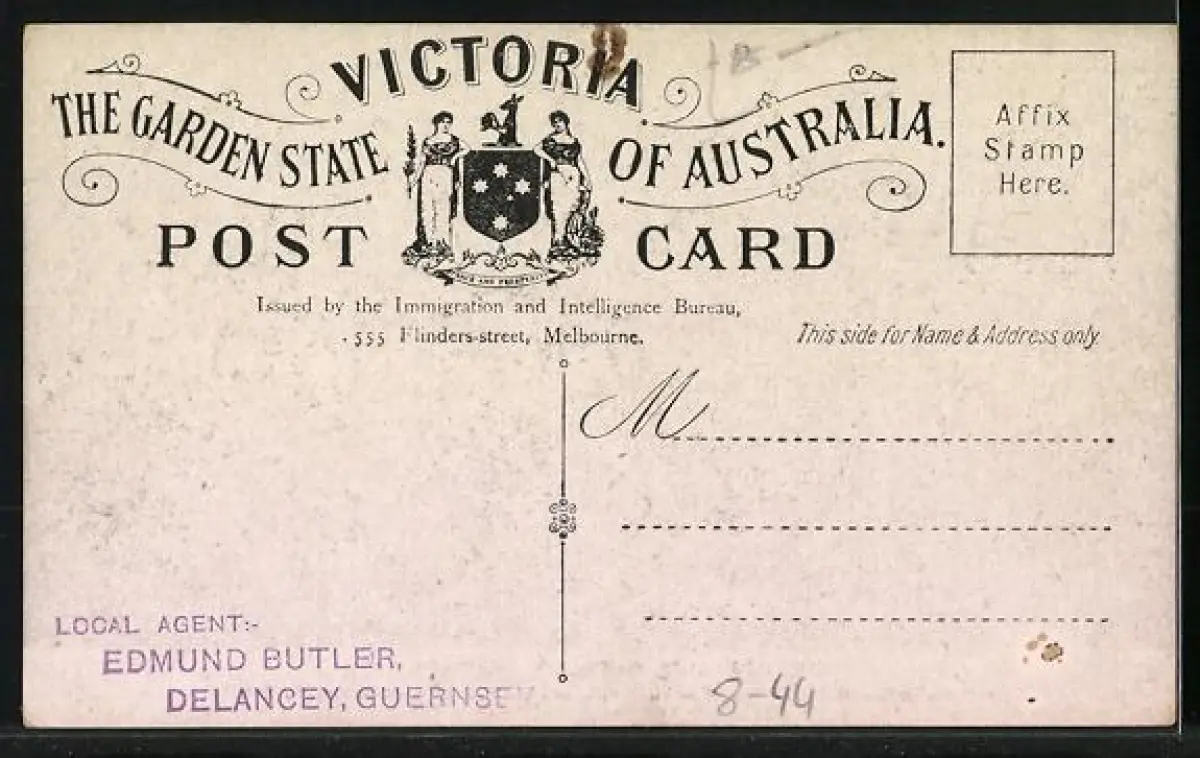 VICTORIA
THE GARDEN STATE OF AUSTRALIA.
POST CARD
Affix
Stamp
Here.
Issued by the Immigration and Intelligence Bureau,
555 Flinders-street, Melbourne.
This side for Name & Address only.
M
LOCAL AGENT:-
EDMUND BUTLER,
DELANCEY, GUERNSEY
8-44